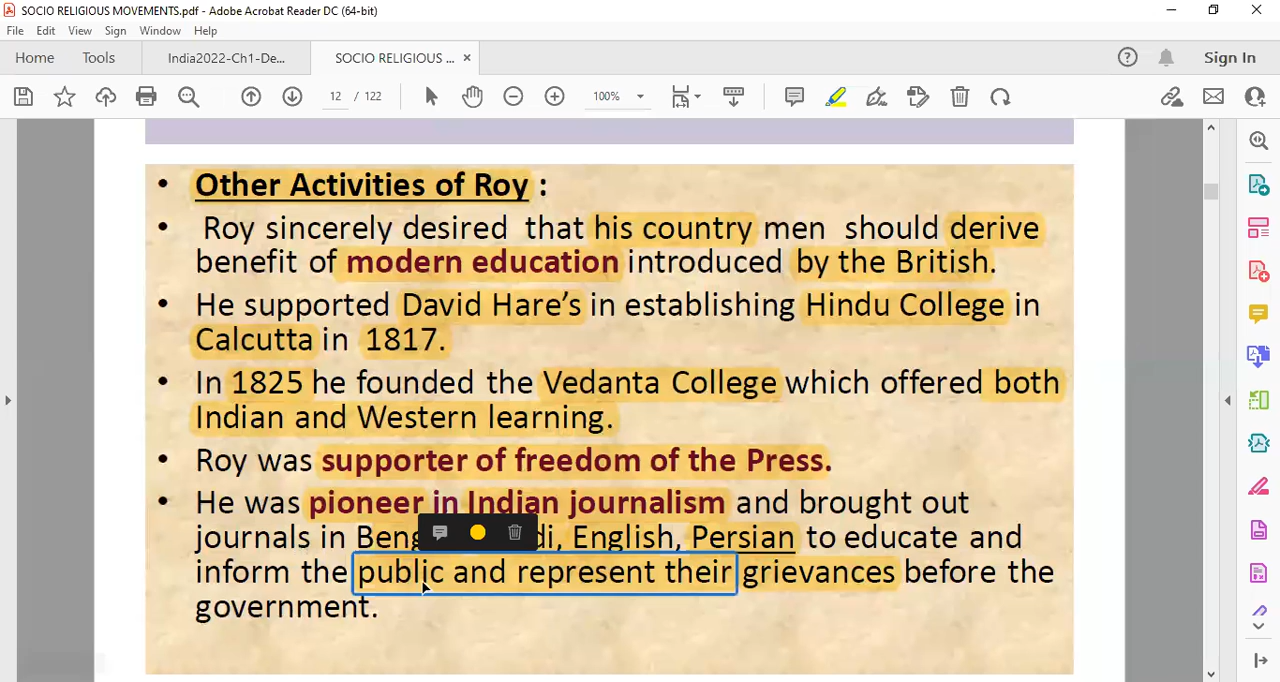 SOCIO RELIGIOUS MOVEMENTS.pdf - Adobe Acrobat Reader DC (64-bit)
File Edit View Sign Window Help
Home Tools India2022-Ch1-De... SOCIO RELIGIOUS ... × Sign In
12 / 122 100%
• Other Activities of Roy :
• Roy sincerely desired that his country men should derive
benefit of modern education introduced by the British.
• He supported David Hare's in establishing Hindu College in
Calcutta in 1817.
• In 1825 he founded the Vedanta College which offered both
Indian and Western learning.
• Roy was supporter of freedom of the Press.
• He was pioneer in Indian journalism and brought out
journals in Beng di, English, Persian to educate and
inform the public and represent their grievances before the
government.